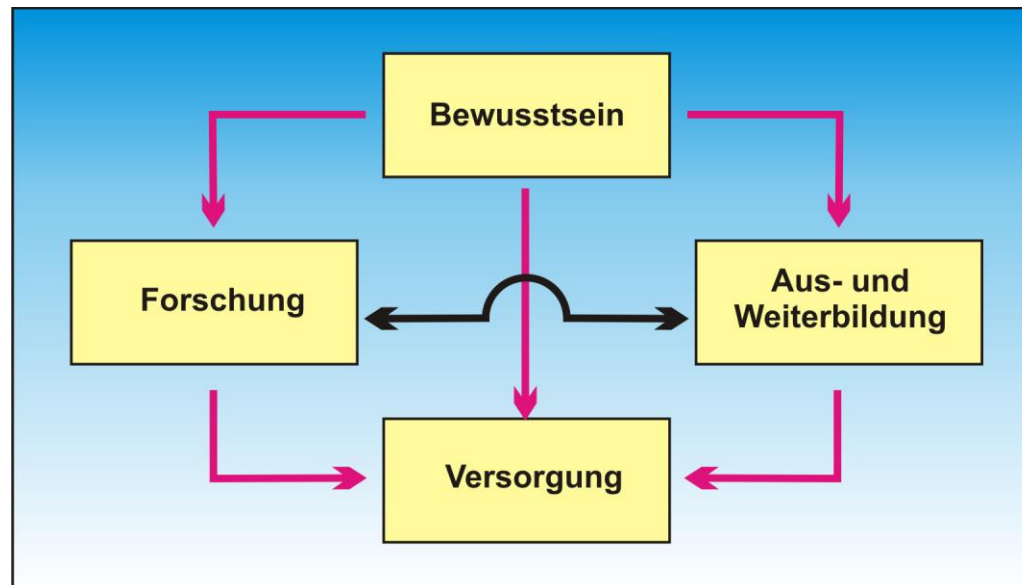 Bewusstsein
Forschung
Aus- und
Weiterbildung
Versorgung